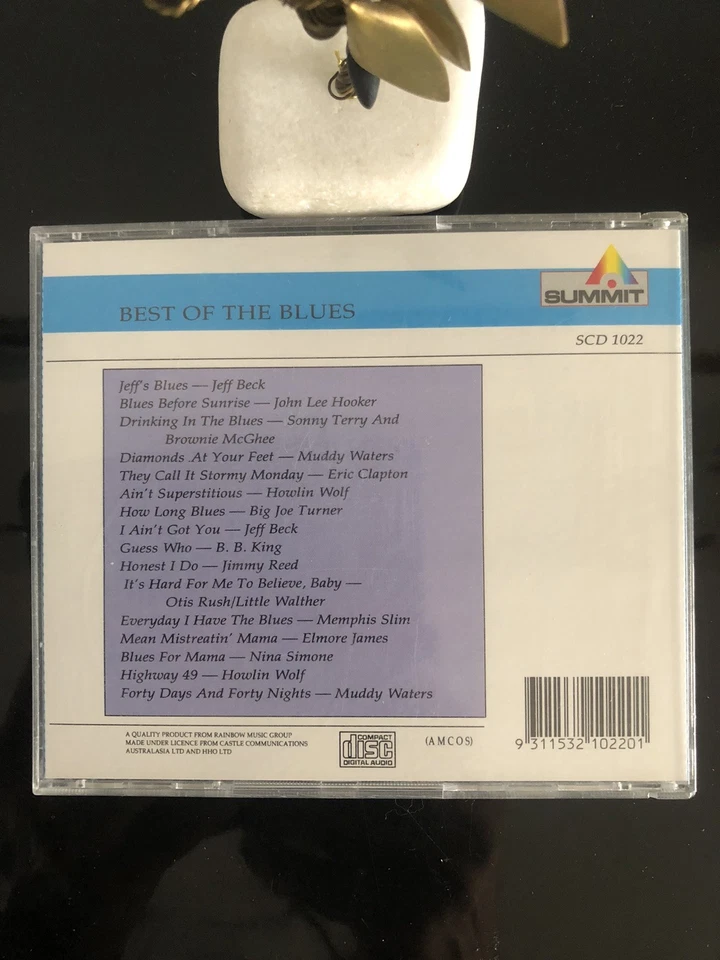 BEST OF THE BLUES
SUMMIT
SCD 1022
Jeff's Blues — Jeff Beck
Blues Before Sunrise — John Lee Hooker
Drinking In The Blues — Sonny Terry And
Brownie McGhee
Diamonds At Your Feet — Muddy Waters
They Call It Stormy Monday — Eric Clapton
Ain't Superstitious — Howlin Wolf
How Long Blues — Big Joe Turner
I Ain't Got You — Jeff Beck
Guess Who — B. B. King
Honest I Do — Jimmy Reed
It's Hard For Me To Believe, Baby —
Otis Rush/Little Walther
Everyday I Have The Blues — Memphis Slim
Mean Mistreatin' Mama — Elmore James
Blues For Mama — Nina Simone
Highway 49 — Howlin Wolf
Forty Days And Forty Nights — Muddy Waters
A QUALITY PRODUCT FROM RAINBOW MUSIC GROUP
MADE UNDER LICENCE FROM CASTLE COMMUNICATIONS
AUSTRALASIA LTD AND HHO LTD
COMPACT
disc
DIGITAL AUDIO
(AMCOS)
9 311532 102201